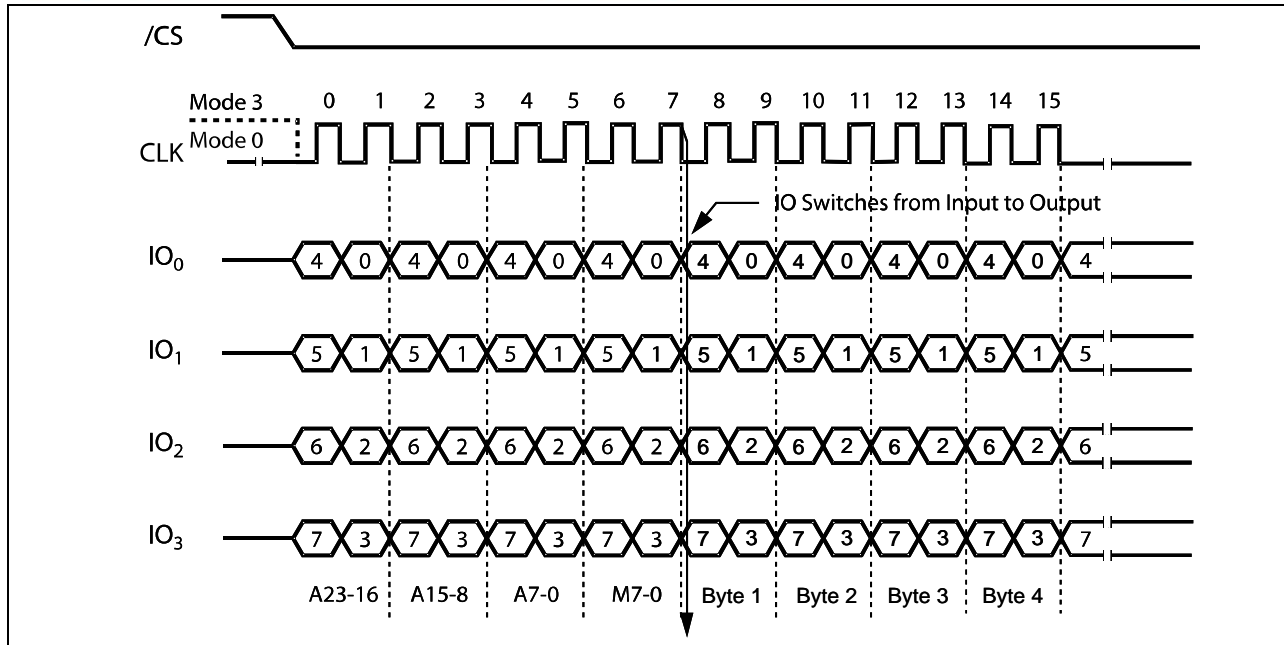 /CS
Mode 3 0 1 2 3 4 5 6 7 8 9 10 11 12 13 14 15
CLK Mode 0
IO Switches from Input to Output
IO0 4 0 4 0 4 0 4 0 4 0 4 0 4 0 4 0 4
IO1 5 1 5 1 5 1 5 1 5 1 5 1 5 1 5 1 5
IO2 6 2 6 2 6 2 6 2 6 2 6 2 6 2 6 2 6
IO3 7 3 7 3 7 3 7 3 7 3 7 3 7 3 7 3 7
A23-16 A15-8 A7-0 M7-0 Byte 1 Byte 2 Byte 3 Byte 4